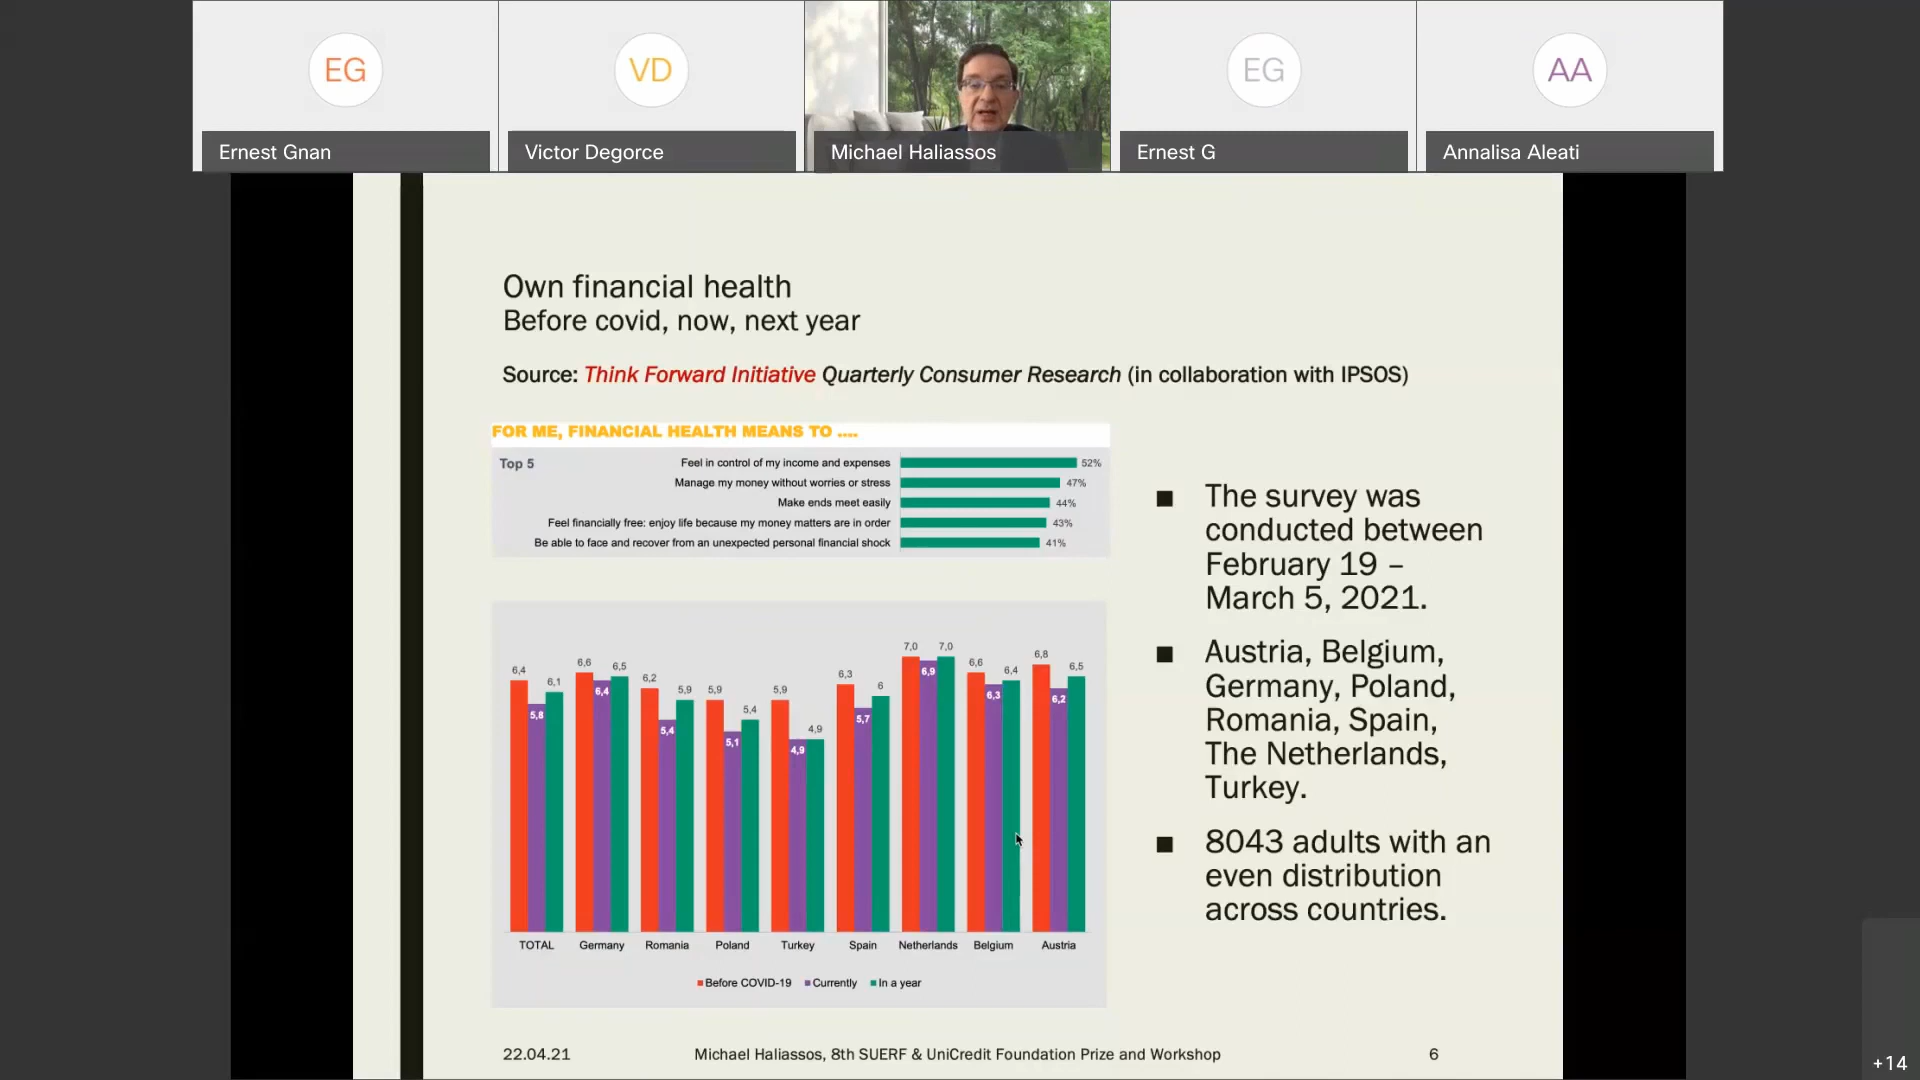 EG
VD
EG
AA
Ernest Gnan
Victor Degorce
Michael Haliassos
Ernest G
Annalisa Aleati
Own financial health
Before covid, now, next year
Source: Think Forward Initiative Quarterly Consumer Research (in collaboration with IPSOS)
FOR ME, FINANCIAL HEALTH MEANS TO ....
Top 5
Feel in control of my income and expenses 52%
Manage my money without worries or stress 47%
Make ends meet easily 44%
Feel financially free: enjoy life because my money matters are in order 43%
Be able to face and recover from an unexpected personal financial shock 41%
6,4 5,8 6,1
6,6 6,4 6,5
6,2 5,4 5,9
5,9 5,1 5,4
5,9 4,9 4,9
6,3 5,7 6
7,0 6,9 7,0
6,6 6,3 6,4
6,8 6,2 6,5
TOTAL Germany Romania Poland Turkey Spain Netherlands Belgium Austria
Before COVID-19 Currently In a year
■ The survey was
conducted between
February 19 –
March 5, 2021.
■ Austria, Belgium,
Germany, Poland,
Romania, Spain,
The Netherlands,
Turkey.
■ 8043 adults with an
even distribution
across countries.
22.04.21
Michael Haliassos, 8th SUERF & UniCredit Foundation Prize and Workshop
6
+14